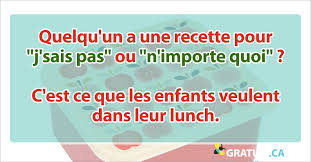 Quelqu'un a une recette pour
"j'sais pas" ou "n'importe quoi" ?
C'est ce que les enfants veulent
dans leur lunch.
GRATUIT.CA